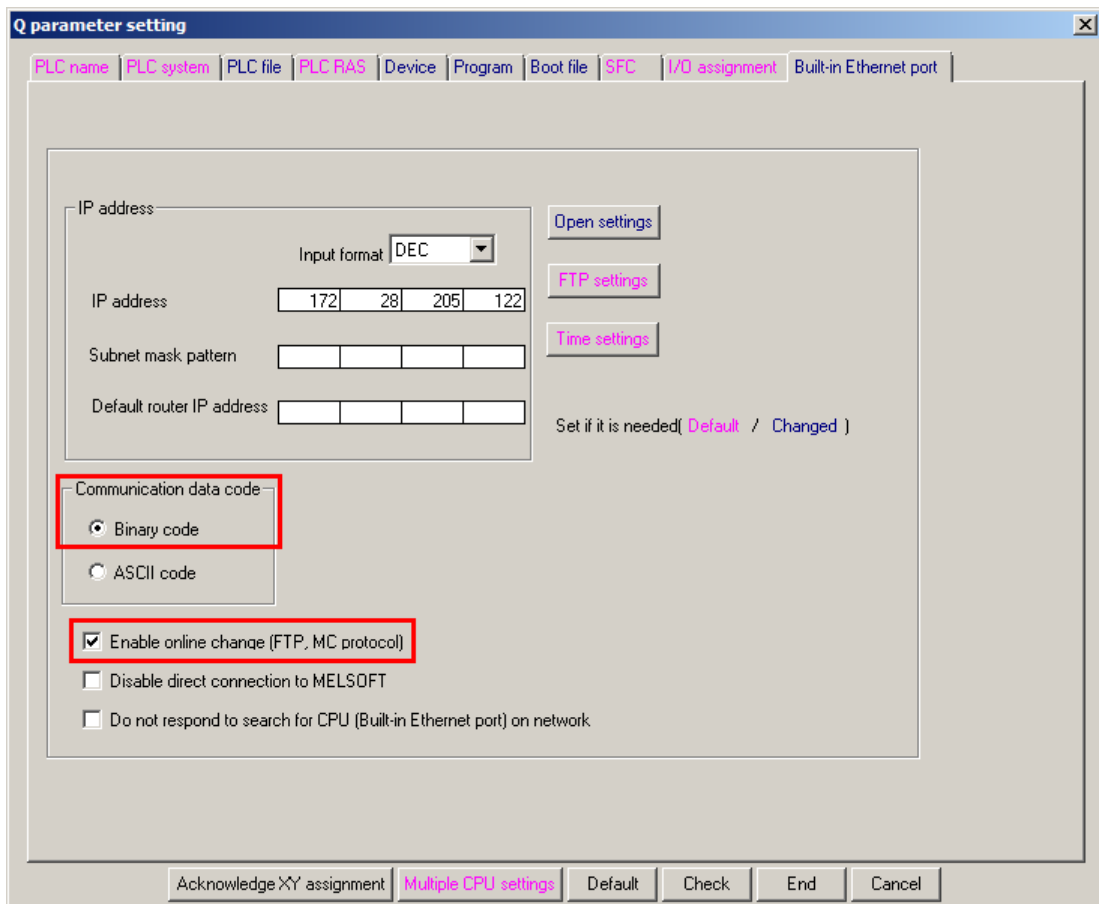 Q parameter setting
PLC name PLC system PLC file PLC RAS Device Program Boot file SFC I/O assignment Built-in Ethernet port
IP address
Input format DEC
IP address 172 28 205 122
Subnet mask pattern
Default router IP address
Open settings
FTP settings
Time settings
Set if it is needed( Default / Changed )
Communication data code
Binary code
ASCII code
Enable online change (FTP, MC protocol)
Disable direct connection to MELSOFT
Do not respond to search for CPU (Built-in Ethernet port) on network
Acknowledge XY assignment Multiple CPU settings Default Check End Cancel